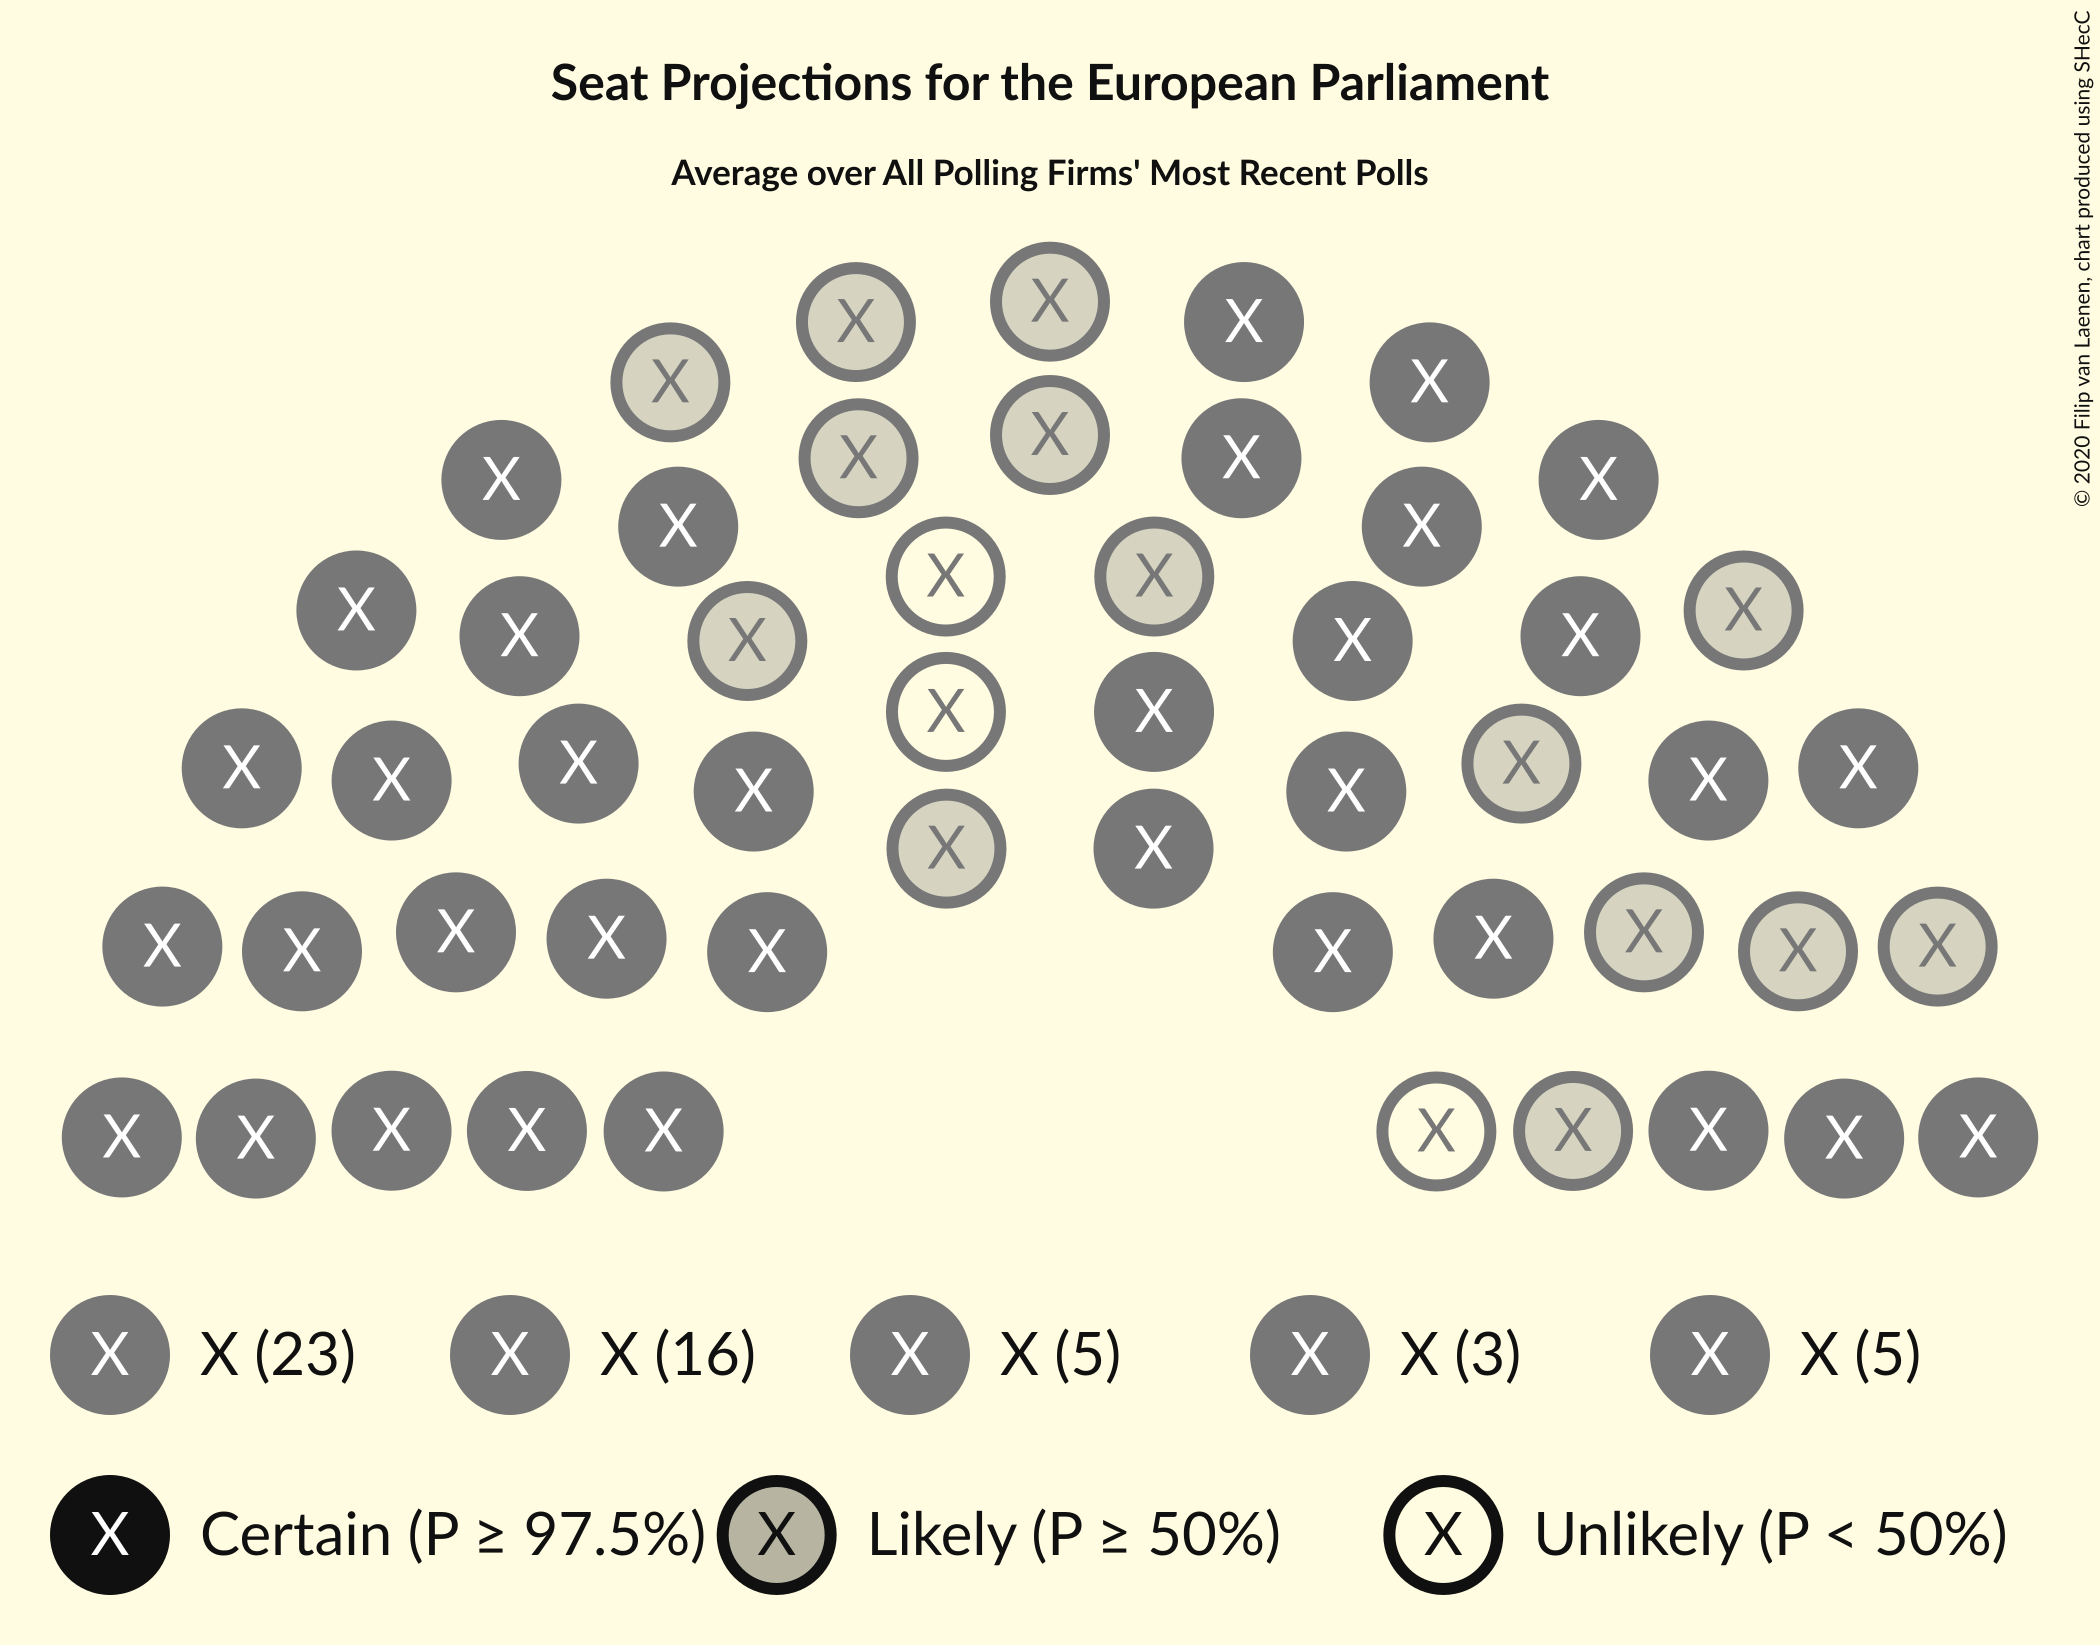 Seat Projections for the European Parliament
Average over All Polling Firms' Most Recent Polls
© 2020 Filip van Laenen, chart produced using SHecC
X X X X X
X X X X
X X X X
X X X X
X X X X
X X X X
X X X X
X X X X
X X X X
X X X X X X
X X X X X X X X X X
X X X X X X X X X X
X X (23) X X (16) X X (5) X X (3) X X (5)
X Certain (P ≥ 97.5%) X Likely (P ≥ 50%) X Unlikely (P < 50%)